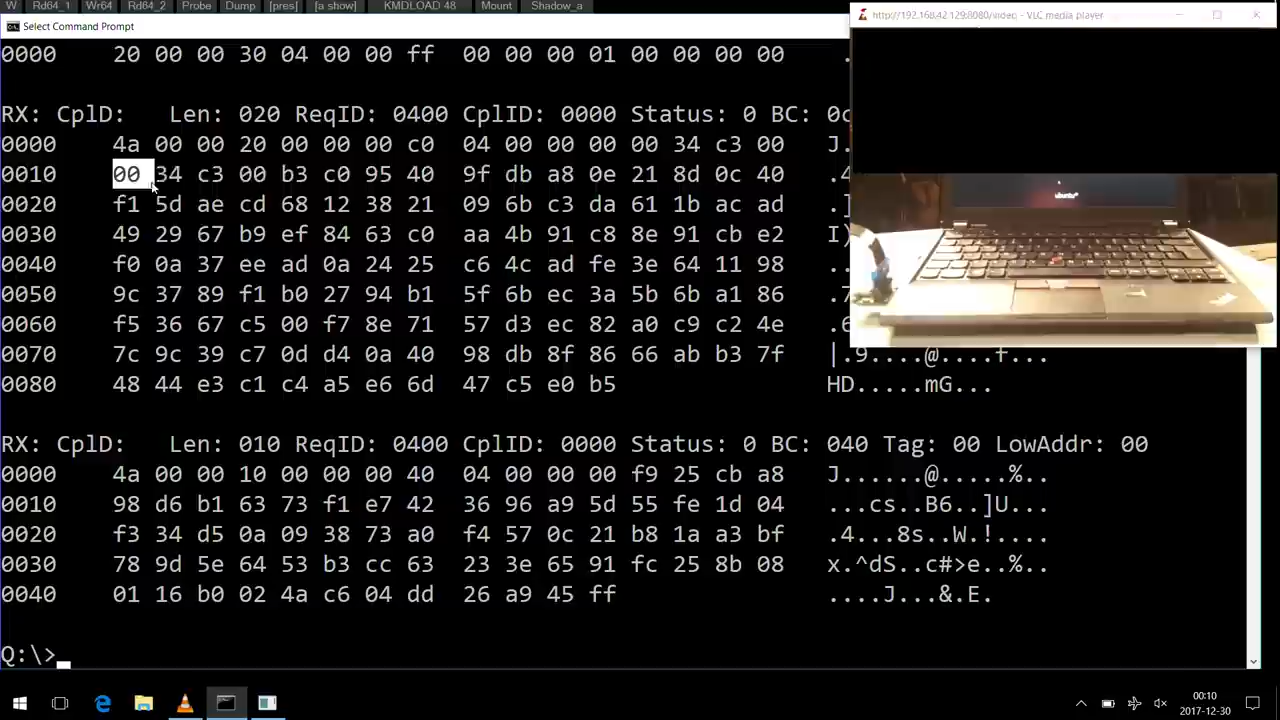 W Rd64_1 Wr64 Rd64_2 Probe Dump [pres] [a show] KMDLOAD 48 Mount Shadow_a
Select Command Prompt
http://192.168.42.129:8080/video - VLC media player
0000 20 00 00 30 04 00 00 ff 00 00 00 01 00 00 00 00 .
RX: CplD: Len: 020 ReqID: 0400 CplID: 0000 Status: 0 BC: 0c
0000 4a 00 00 20 00 00 00 c0 04 00 00 00 00 34 c3 00 J.
0010 00 34 c3 00 b3 c0 95 40 9f db a8 0e 21 8d 0c 40 .4
0020 f1 5d ae cd 68 12 38 21 09 6b c3 da 61 1b ac ad .]
0030 49 29 67 b9 ef 84 63 c0 aa 4b 91 c8 8e 91 cb e2 I)
0040 f0 0a 37 ee ad 0a 24 25 c6 4c ad fe 3e 64 11 98 ..
0050 9c 37 89 f1 b0 27 94 b1 5f 6b ec 3a 5b 6b a1 86 .7
0060 f5 36 67 c5 00 f7 8e 71 57 d3 ec 82 a0 c9 c2 4e .6
0070 7c 9c 39 c7 0d d4 0a 40 98 db 8f 86 66 ab b3 7f |.9....@....f...
0080 48 44 e3 c1 c4 a5 e6 6d 47 c5 e0 b5 HD.....mG...
RX: CplD: Len: 010 ReqID: 0400 CplID: 0000 Status: 0 BC: 040 Tag: 00 LowAddr: 00
0000 4a 00 00 10 00 00 00 40 04 00 00 00 f9 25 cb a8 J......@.....%..
0010 98 d6 b1 63 73 f1 e7 42 36 96 a9 5d 55 fe 1d 04 ...cs..B6..]U...
0020 f3 34 d5 0a 09 38 73 a0 f4 57 0c 21 b8 1a a3 bf .4...8s..W.!....
0030 78 9d 5e 64 53 b3 cc 63 23 3e 65 91 fc 25 8b 08 x.^dS..c#>e..%..
0040 01 16 b0 02 4a c6 04 dd 26 a9 45 ff ....J...&.E.
Q:\>
ubuntu
00:10
2017-12-30